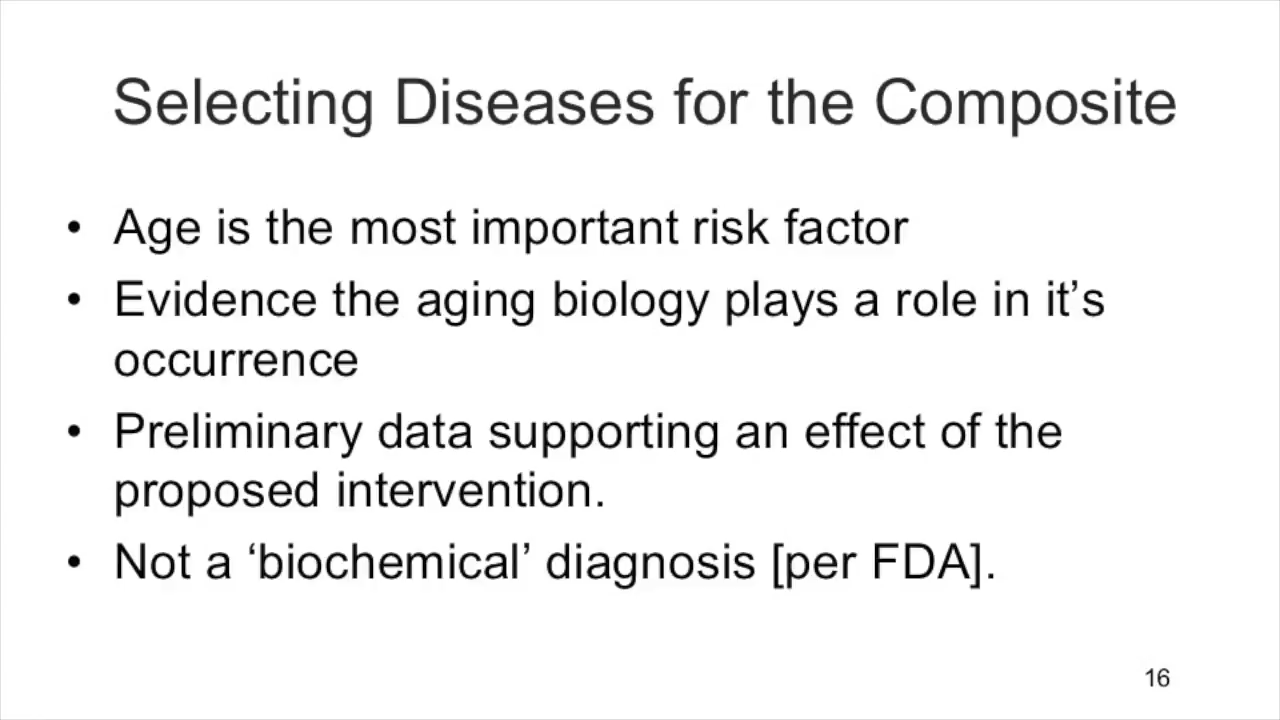 Selecting Diseases for the Composite
• Age is the most important risk factor
• Evidence the aging biology plays a role in it’s
occurrence
• Preliminary data supporting an effect of the
proposed intervention.
• Not a ‘biochemical’ diagnosis [per FDA].
16